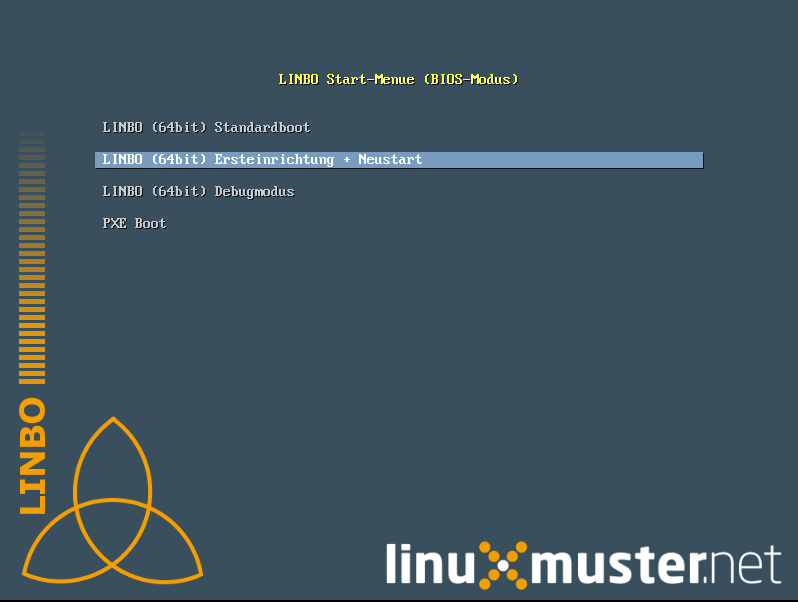 LINBO Start-Menue (BIOS-Modus)
LINBO (64bit) Standardboot
LINBO (64bit) Ersteinrichtung + Neustart
LINBO (64bit) Debugmodus
PXE Boot
LINBO
linuxmuster.net